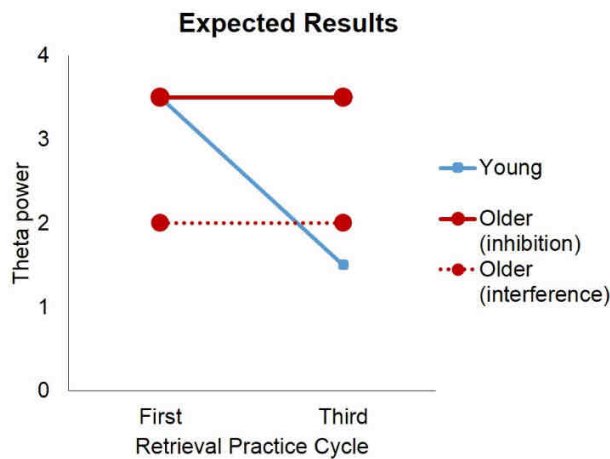 Expected Results
4
3
2
1
0
Theta power
First
Third
Retrieval Practice Cycle
Young
Older
(inhibition)
Older
(interference)